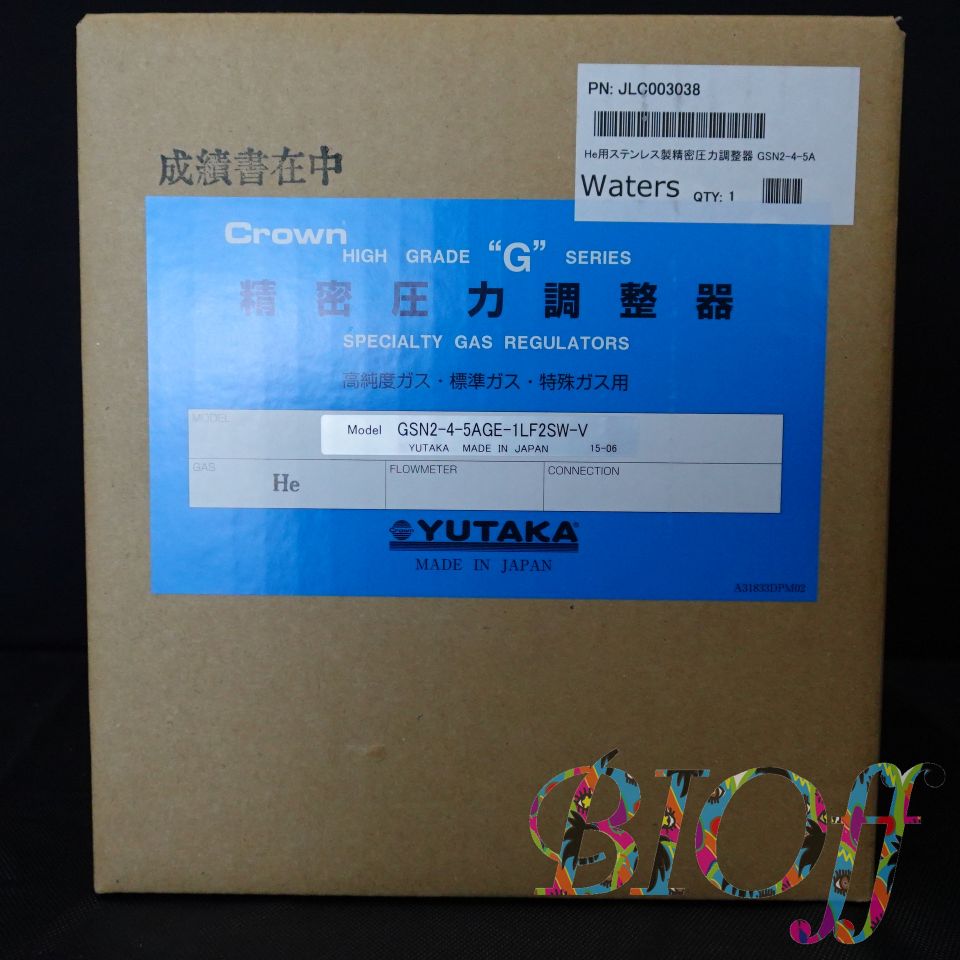 PN: JLC003038
He用ステンレス製精密圧力調整器 GSN2-4-5A
Waters QTY: 1
成績書在中
Crown
HIGH GRADE "G" SERIES
精密圧力調整器
SPECIALTY GAS REGULATORS
高純度ガス・標準ガス・特殊ガス用
MODEL
Model GSN2-4-5AGE-1LF2SW-V
YUTAKA MADE IN JAPAN 15-06
GAS He FLOWMETER CONNECTION
Crown YUTAKA®
MADE IN JAPAN
A31833DPM02
BIOff